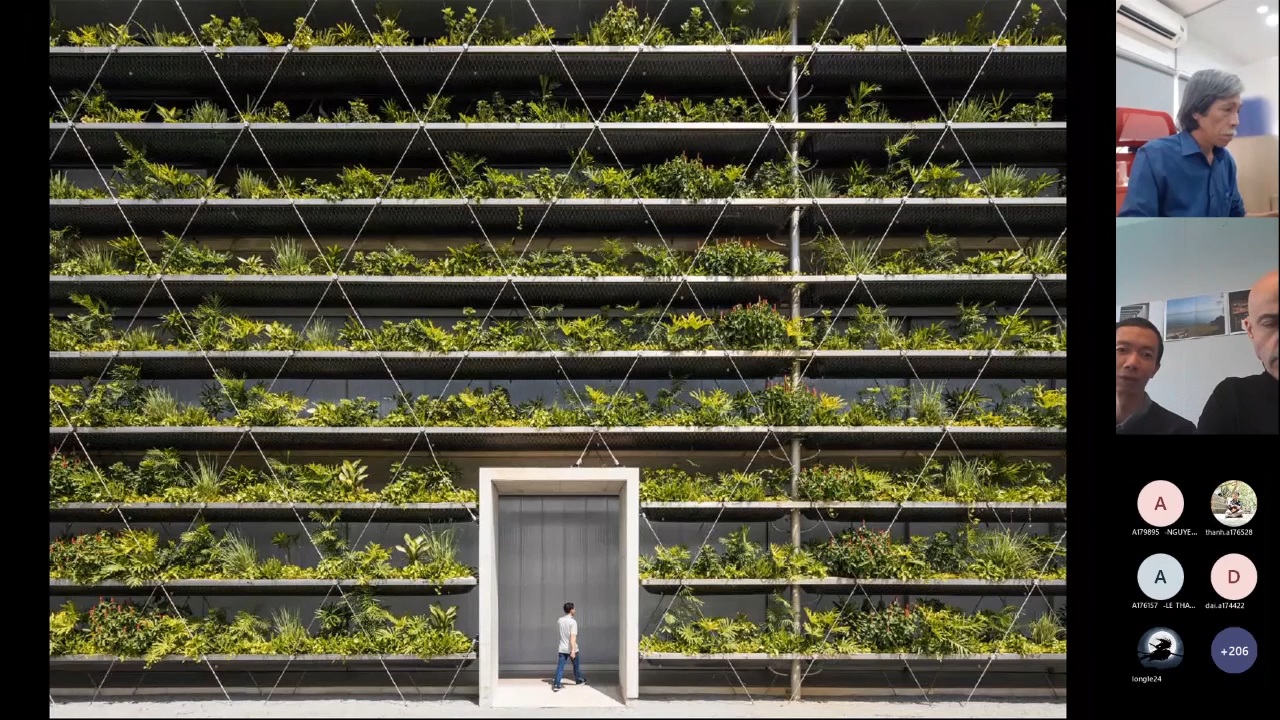 A
A179895 -NGUYE...
thanh.a176528
A
A176157 -LE THA...
D
dai.a174422
longle24
+206